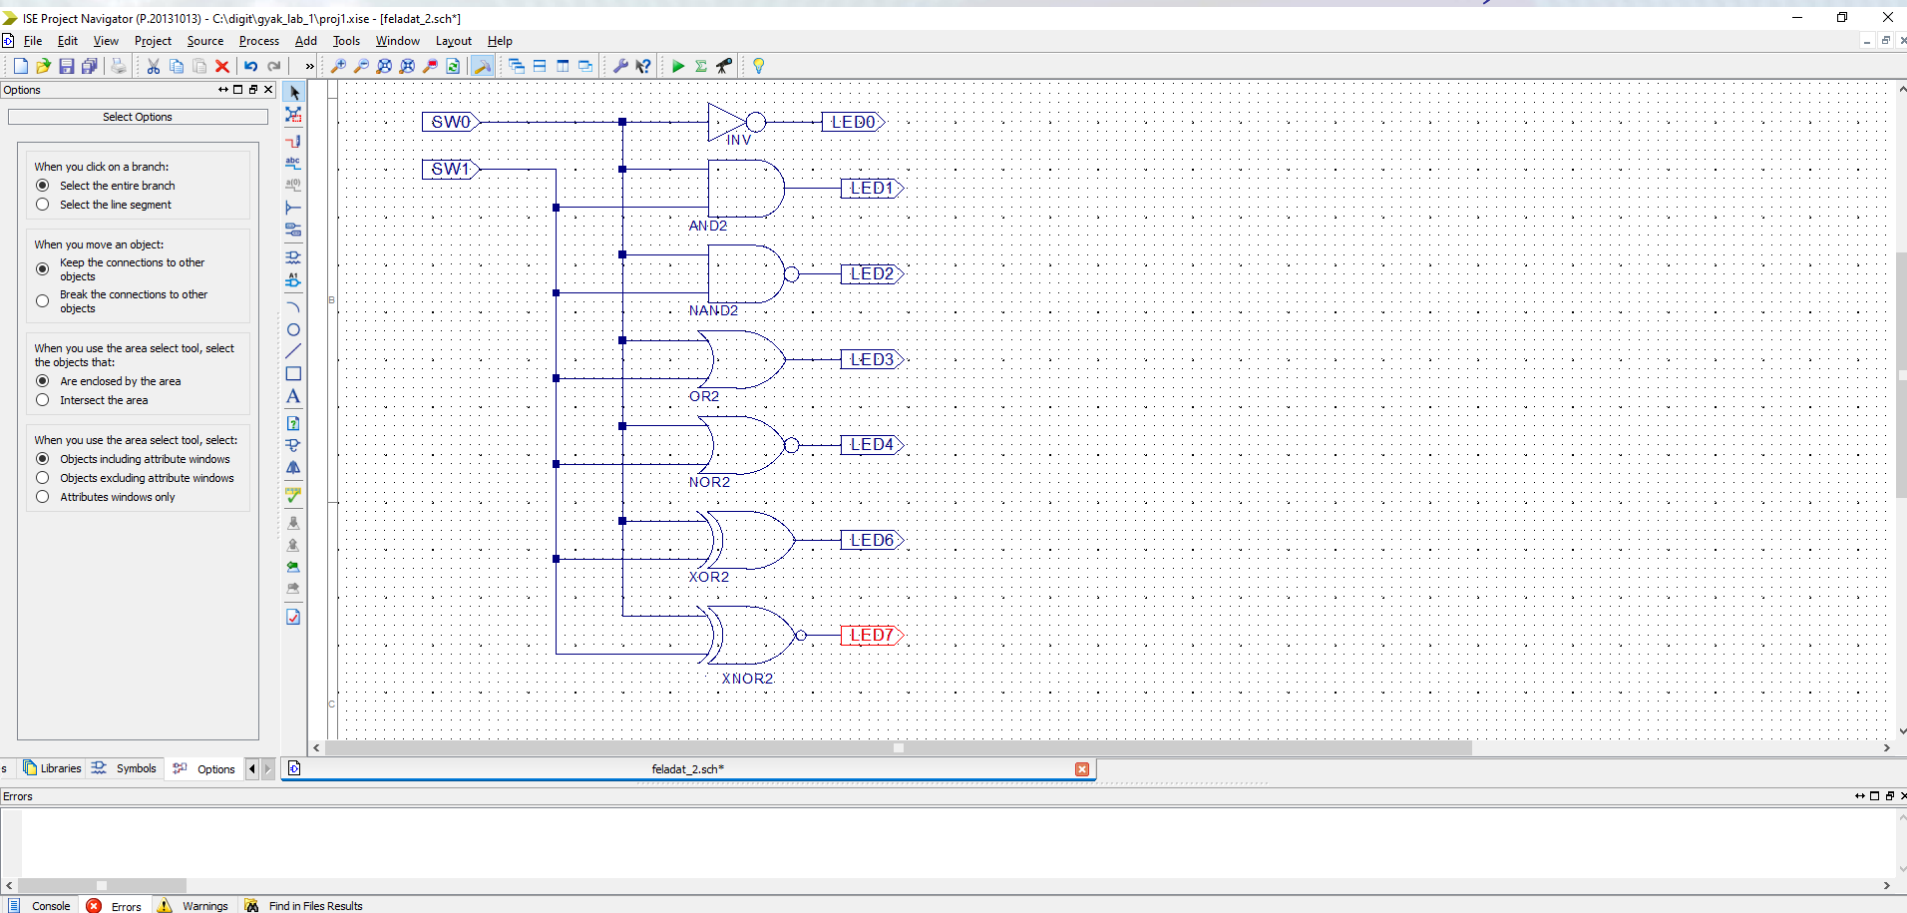 ISE Project Navigator (P.20131013) - C:\digit\gyak_lab_1\proj1.xise - [feladat_2.sch*]
File Edit View Project Source Process Add Tools Window Layout Help
Options
Select Options
When you click on a branch:
Select the entire branch
Select the line segment
When you move an object:
Keep the connections to other
objects
Break the connections to other
objects
When you use the area select tool, select
the objects that:
Are enclosed by the area
Intersect the area
When you use the area select tool, select:
Objects including attribute windows
Objects excluding attribute windows
Attributes windows only
SW0
INV
LED0
SW1
AND2
LED1
NAND2
LED2
B
OR2
LED3
NOR2
LED4
XOR2
LED6
XNOR2
LED7
C
s Libraries Symbols Options
feladat_2.sch*
Errors
Console Errors Warnings Find in Files Results